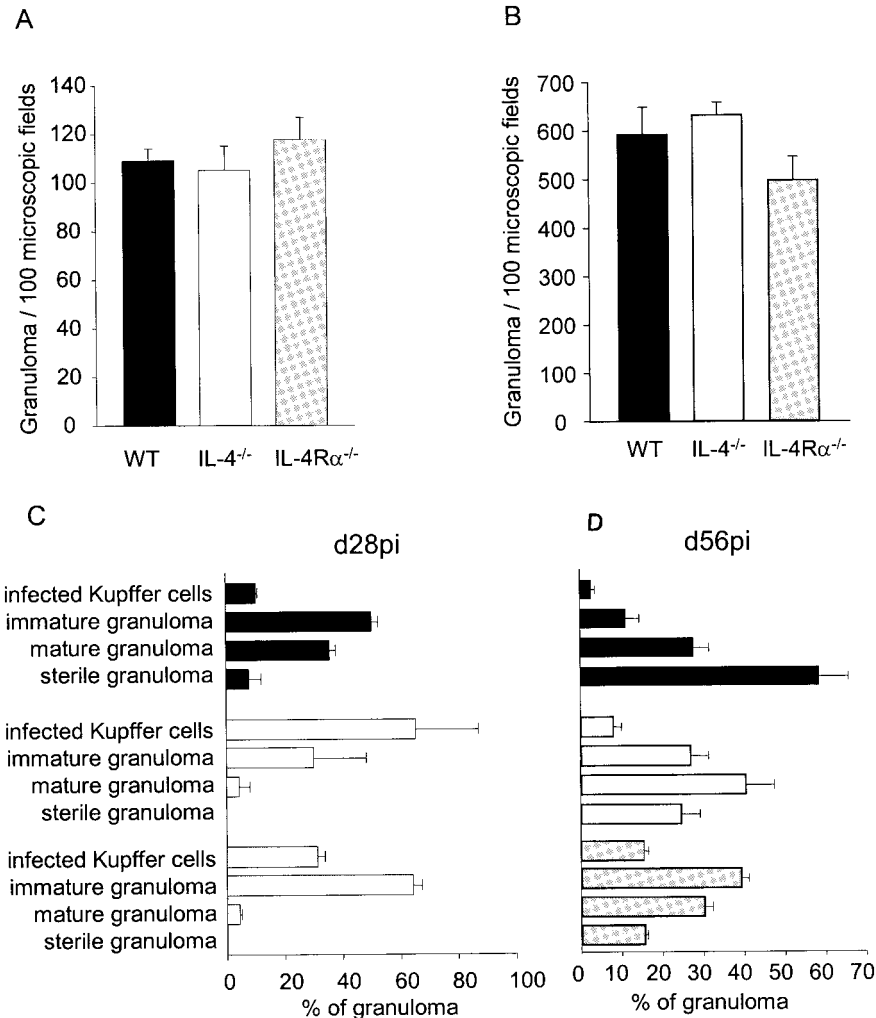 A
Granuloma / 100 microscopic fields
140
120
100
80
60
40
20
0
WT IL-4-/- IL-4Rα-/-
B
Granuloma / 100 microscopic fields
700
600
500
400
300
200
100
0
WT IL-4-/- IL-4Rα-/-
C
d28pi
infected Kupffer cells
immature granuloma
mature granuloma
sterile granuloma
infected Kupffer cells
immature granuloma
mature granuloma
sterile granuloma
infected Kupffer cells
immature granuloma
mature granuloma
sterile granuloma
0 20 40 60 80 100
% of granuloma
D
d56pi
0 10 20 30 40 50 60 70
% of granuloma